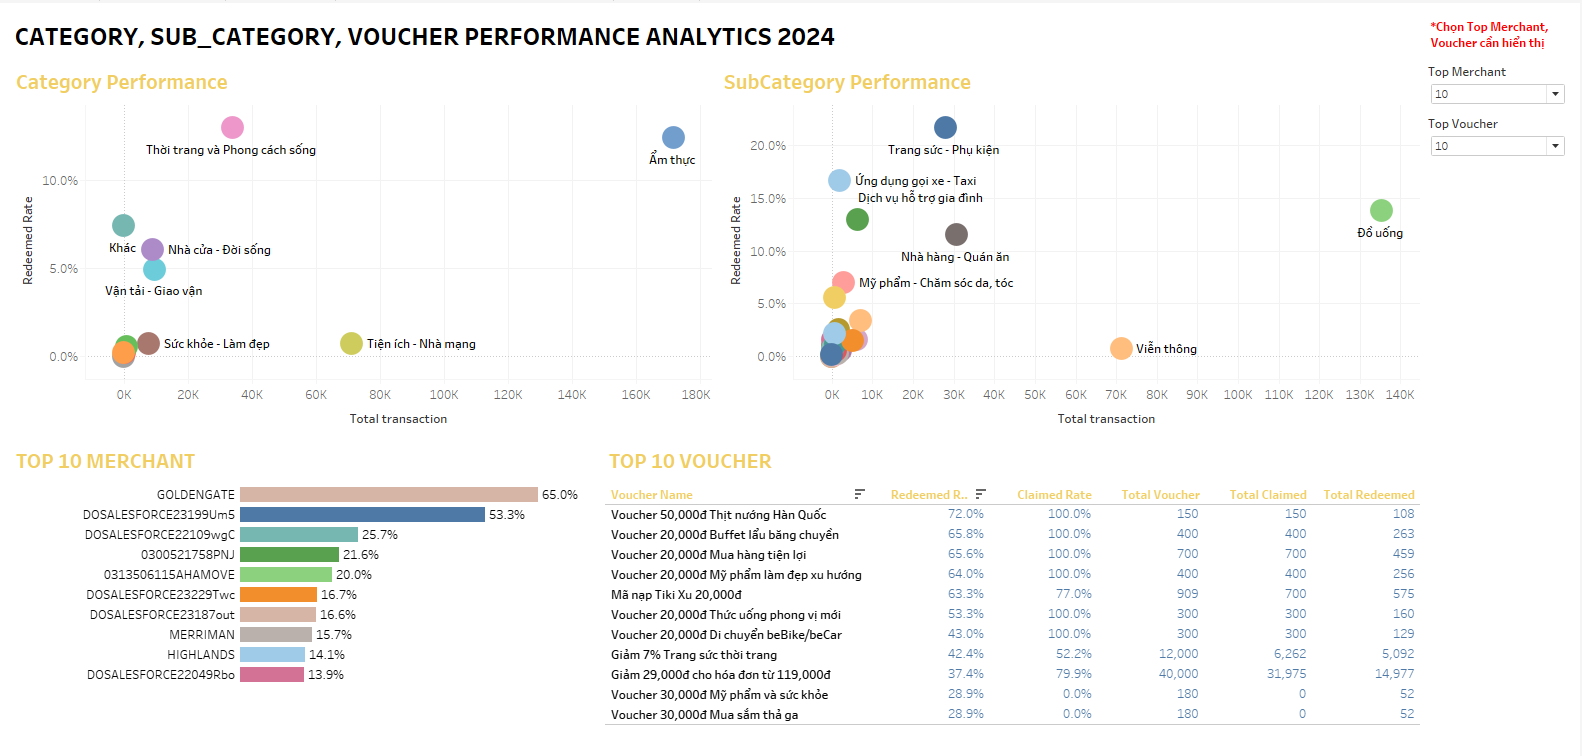 CATEGORY, SUB_CATEGORY, VOUCHER PERFORMANCE ANALYTICS 2024
*Chọn Top Merchant,
Voucher cần hiển thị
Top Merchant
10
Top Voucher
10
Category Performance
Redeemed Rate
10.0%
5.0%
0.0%
Thời trang và Phong cách sống
Ẩm thực
Khác
Nhà cửa - Đời sống
Vận tải - Giao vận
Sức khỏe - Làm đẹp
Tiện ích - Nhà mạng
0K 20K 40K 60K 80K 100K 120K 140K 160K 180K
Total transaction
SubCategory Performance
Redeemed Rate
20.0%
15.0%
10.0%
5.0%
0.0%
Trang sức - Phụ kiện
Ứng dụng gọi xe - Taxi
Dịch vụ hỗ trợ gia đình
Đồ uống
Nhà hàng - Quán ăn
Mỹ phẩm - Chăm sóc da, tóc
Viễn thông
0K 10K 20K 30K 40K 50K 60K 70K 80K 90K 100K 110K 120K 130K 140K
Total transaction
TOP 10 MERCHANT
GOLDENGATE 65.0%
DOSALESFORCE23199Um5 53.3%
DOSALESFORCE22109wgC 25.7%
0300521758PNJ 21.6%
0313506115AHAMOVE 20.0%
DOSALESFORCE23229Twc 16.7%
DOSALESFORCE23187out 16.6%
MERRIMAN 15.7%
HIGHLANDS 14.1%
DOSALESFORCE22049Rbo 13.9%
TOP 10 VOUCHER
Voucher Name Redeemed R.. Claimed Rate Total Voucher Total Claimed Total Redeemed
Voucher 50,000đ Thịt nướng Hàn Quốc 72.0% 100.0% 150 150 108
Voucher 20,000đ Buffet lẩu băng chuyền 65.8% 100.0% 400 400 263
Voucher 20,000đ Mua hàng tiện lợi 65.6% 100.0% 700 700 459
Voucher 20,000đ Mỹ phẩm làm đẹp xu hướng 64.0% 100.0% 400 400 256
Mã nạp Tiki Xu 20,000đ 63.3% 77.0% 909 700 575
Voucher 20,000đ Thức uống phong vị mới 53.3% 100.0% 300 300 160
Voucher 20,000đ Di chuyển beBike/beCar 43.0% 100.0% 300 300 129
Giảm 7% Trang sức thời trang 42.4% 52.2% 12,000 6,262 5,092
Giảm 29,000đ cho hóa đơn từ 119,000đ 37.4% 79.9% 40,000 31,975 14,977
Voucher 30,000đ Mỹ phẩm và sức khỏe 28.9% 0.0% 180 0 52
Voucher 30,000đ Mua sắm thả ga 28.9% 0.0% 180 0 52